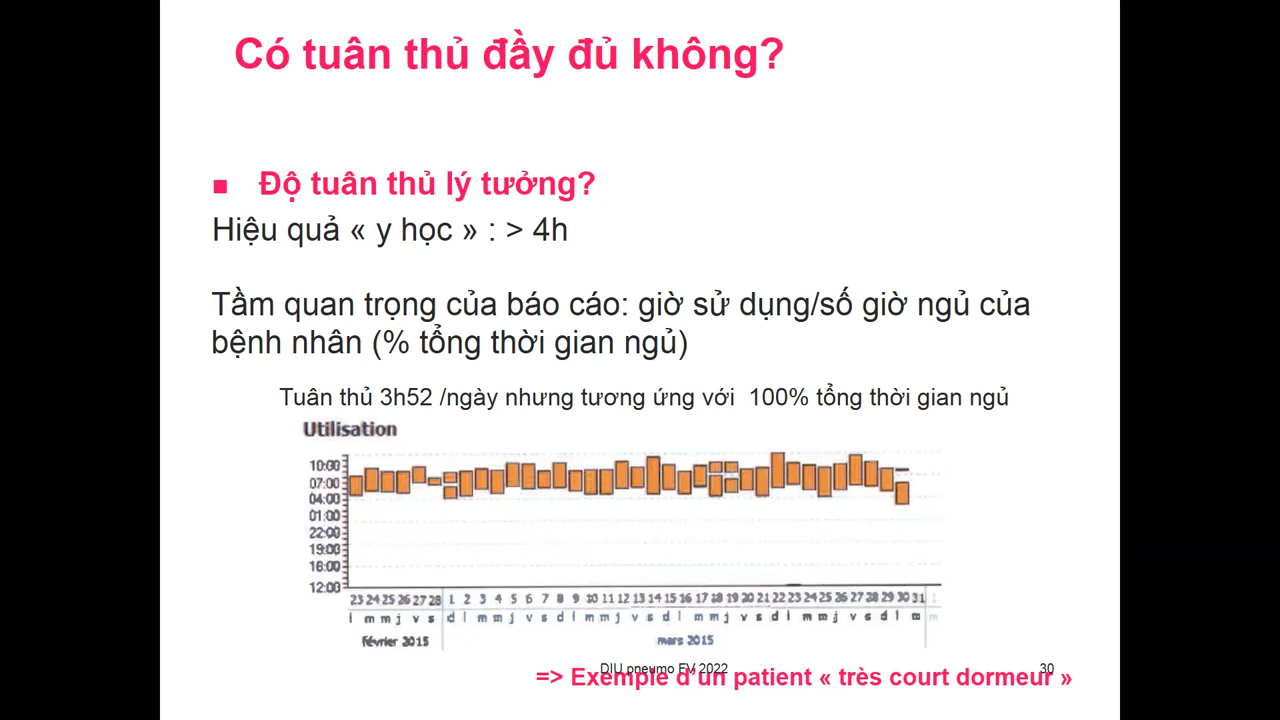 Có tuân thủ đầy đủ không?
■ Độ tuân thủ lý tưởng?
Hiệu quả « y học » : > 4h
Tầm quan trọng của báo cáo: giờ sử dụng/số giờ ngủ của
bệnh nhân (% tổng thời gian ngủ)
Tuân thủ 3h52 /ngày nhưng tương ứng với 100% tổng thời gian ngủ
Utilisation
10:00
07:00
04:00
01:00
22:00
19:00
16:00
12:00
23 24 25 26 27 28 1 2 3 4 5 6 7 8 9 10 11 12 13 14 15 16 17 18 19 20 21 22 23 24 25 26 27 28 29 30 31 1
l m m j v s d l m m j v s d l m m j v s d l m m j v s d l m m j v s d l m m
février 2015 mars 2015
DIU pneumo FV 2022 30
=> Exemple d'un patient « très court dormeur »